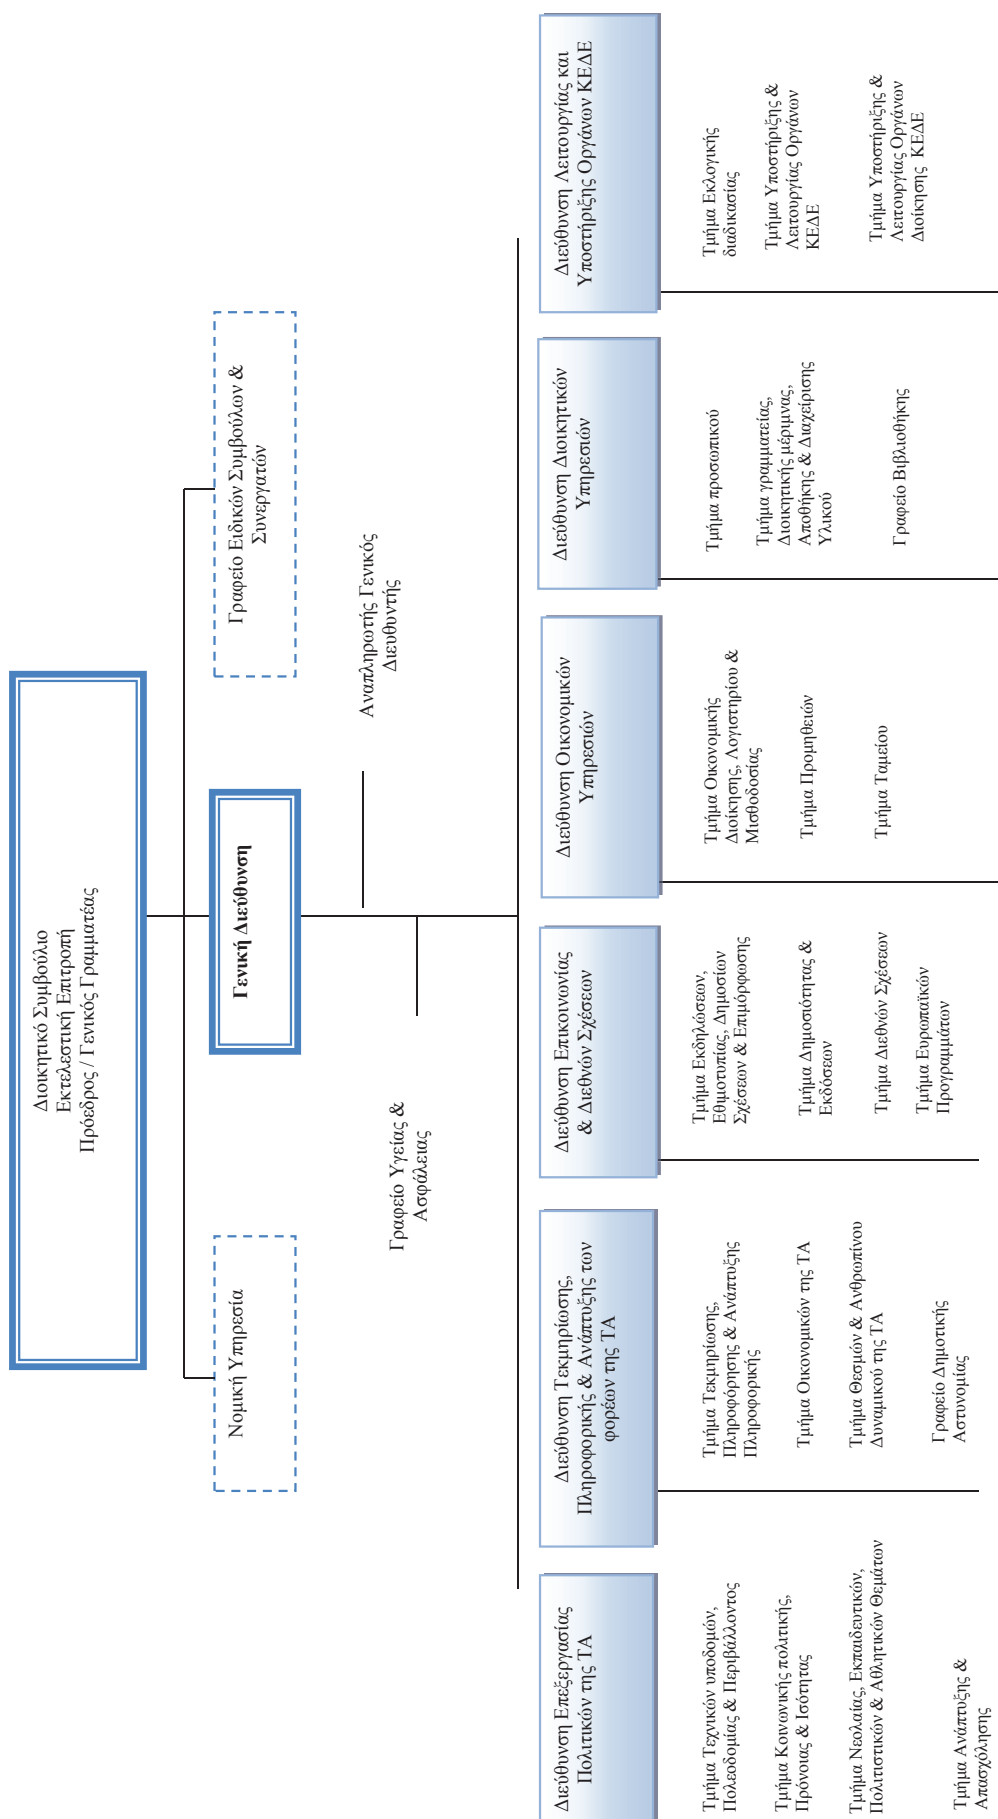 Διοικητικό Συμβούλιο
Εκτελεστική Επιτροπή
Πρόεδρος / Γενικός Γραμματέας
Νομική Υπηρεσία
Γενική Διεύθυνση
Γραφείο Ειδικών Συμβούλων &
Συνεργατών
Αναπληρωτής Γενικός
Διευθυντής
Γραφείο Υγείας &
Ασφάλειας
Διεύθυνση Επεξεργασίας
Πολιτικών της ΤΑ
Τμήμα Τεχνικών υποδομών,
Πολεοδομίας & Περιβάλλοντος
Τμήμα Κοινωνικής πολιτικής,
Πρόνοιας & Ισότητας
Τμήμα Νεολαίας, Εκπαιδευτικών,
Πολιτιστικών & Αθλητικών Θεμάτων
Τμήμα Ανάπτυξης &
Απασχόλησης
Διεύθυνση Τεκμηρίωσης,
Πληροφορικής & Ανάπτυξης των
φορέων της ΤΑ
Τμήμα Τεκμηρίωσης,
Πληροφόρησης & Ανάπτυξης
Πληροφορικής
Τμήμα Οικονομικών της ΤΑ
Τμήμα Θεσμών & Ανθρωπίνου
Δυναμικού της ΤΑ
Γραφείο Δημοτικής
Αστυνομίας
Διεύθυνση Επικοινωνίας
& Διεθνών Σχέσεων
Τμήμα Εκδηλώσεων,
Εθιμοτυπίας, Δημοσίων
Σχέσεων & Επιμόρφωσης
Τμήμα Δημοσιότητας &
Εκδόσεων
Τμήμα Διεθνών Σχέσεων
Τμήμα Ευρωπαϊκών
Προγραμμάτων
Διεύθυνση Οικονομικών
Υπηρεσιών
Τμήμα Οικονομικής
Διοίκησης, Λογιστηρίου &
Μισθοδοσίας
Τμήμα Προμηθειών
Τμήμα Ταμείου
Διεύθυνση Διοικητικών
Υπηρεσιών
Τμήμα προσωπικού
Τμήμα γραμματείας,
Διοικητικής μέριμνας,
Αποθήκης & Διαχείρισης
Υλικού
Γραφείο Βιβλιοθήκης
Διεύθυνση Λειτουργίας και
Υποστήριξης Οργάνων ΚΕΔΕ
Τμήμα Εκλογικής
διαδικασίας
Τμήμα Υποστήριξης &
Λειτουργίας Οργάνων
ΚΕΔΕ
Τμήμα Υποστήριξης &
Λειτουργίας Οργάνων
Διοίκησης ΚΕΔΕ